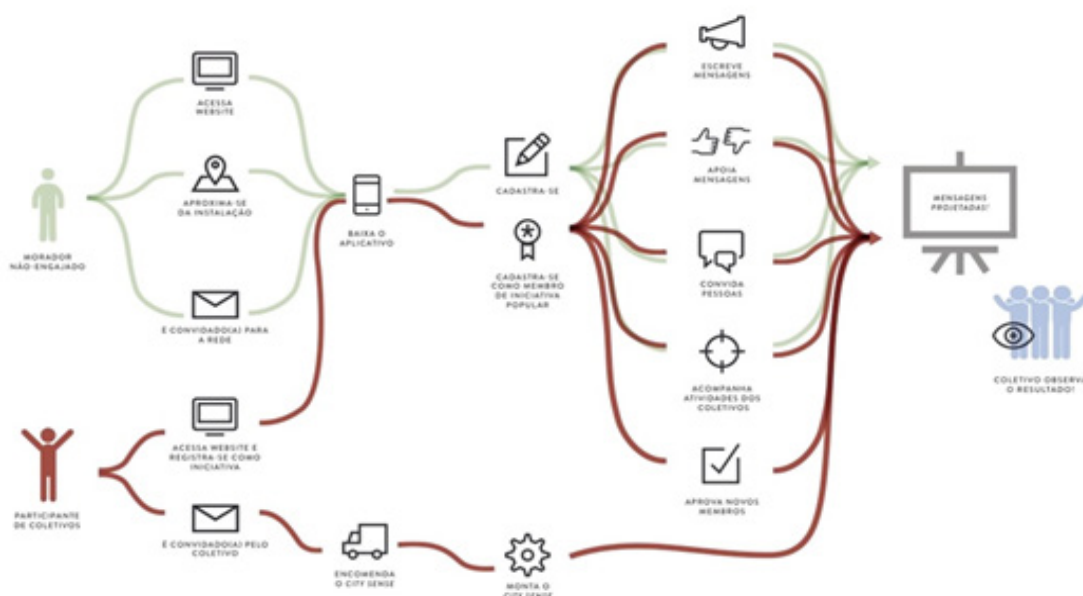 ESCREVE
MENSAGENS
ACESSA
WEBSITE
APOIA
MENSAGENS
CADASTRA-SE
MENSAGENS
PROJETADAS!
APROXIMA-SE
DA INSTALAÇÃO
BAIXA O
APLICATIVO
MORADOR
NÃO-ENGAJADO
CADASTRA-SE
COMO MEMBRO
DE INICIATIVA
POPULAR
CONVIDA
PESSOAS
É CONVIDADO(A) PARA
A REDE
COLETIVO OBSERVA
O RESULTADO!
ACOMPANHA
ATIVIDADES DOS
COLETIVOS
ACESSA WEBSITE E
REGISTRA-SE COMO
INICIATIVA
APROVA NOVOS
MEMBROS
PARTICIPANTE
DE COLETIVOS
É CONVIDADO(A) PELO
COLETIVO
ENCOMENDA
O CITY SENSE
MONTA O
CITY SENSE